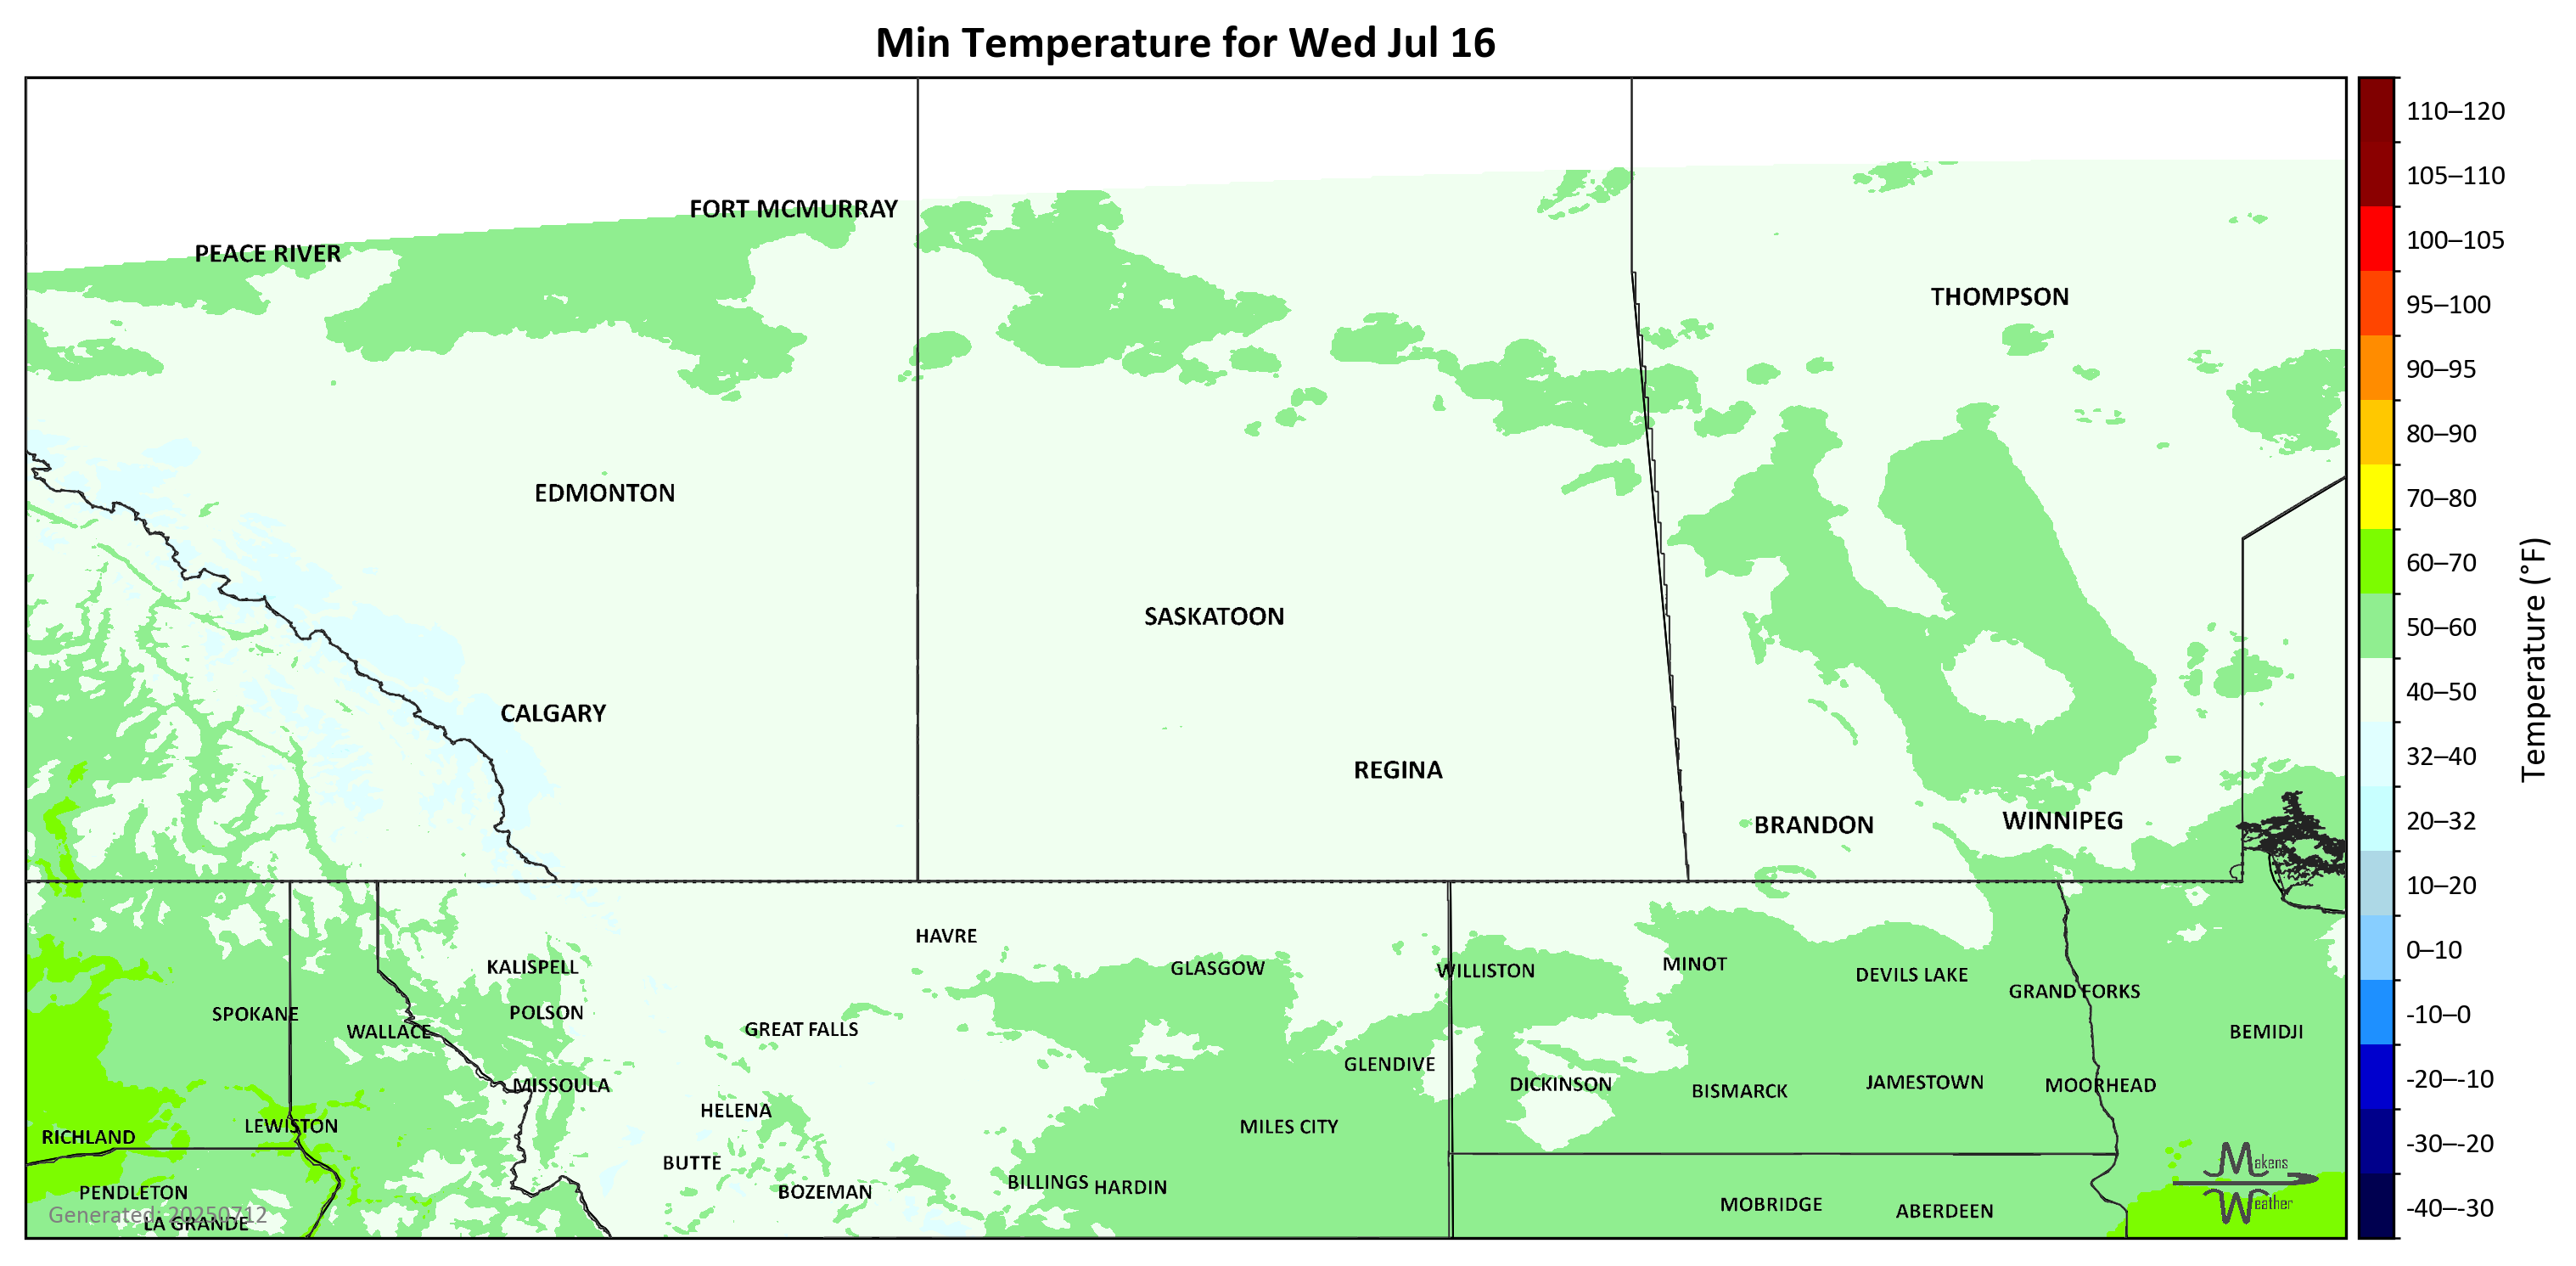 Min Temperature for Wed Jul 16
FORT MCMURRAY
PEACE RIVER
THOMPSON
EDMONTON
SASKATOON
CALGARY
REGINA
BRANDON
WINNIPEG
HAVRE
KALISPELL
GLASGOW
WILLISTON
MINOT
DEVILS LAKE
GRAND FORKS
SPOKANE
POLSON
WALLACE
GREAT FALLS
BEMIDJI
GLENDIVE
MISSOULA
DICKINSON
BISMARCK
JAMESTOWN
MOORHEAD
HELENA
LEWISTON
MILES CITY
RICHLAND
BUTTE
BILLINGS
HARDIN
BOZEMAN
PENDLETON
MOBRIDGE
ABERDEEN
Generated: 20250712
LA GRANDE
Makens
Weather
110–120
105–110
100–105
95–100
90–95
80–90
70–80
60–70
50–60
40–50
32–40
20–32
10–20
0–10
-10–0
-20–-10
-30–-20
-40–-30
Temperature (°F)